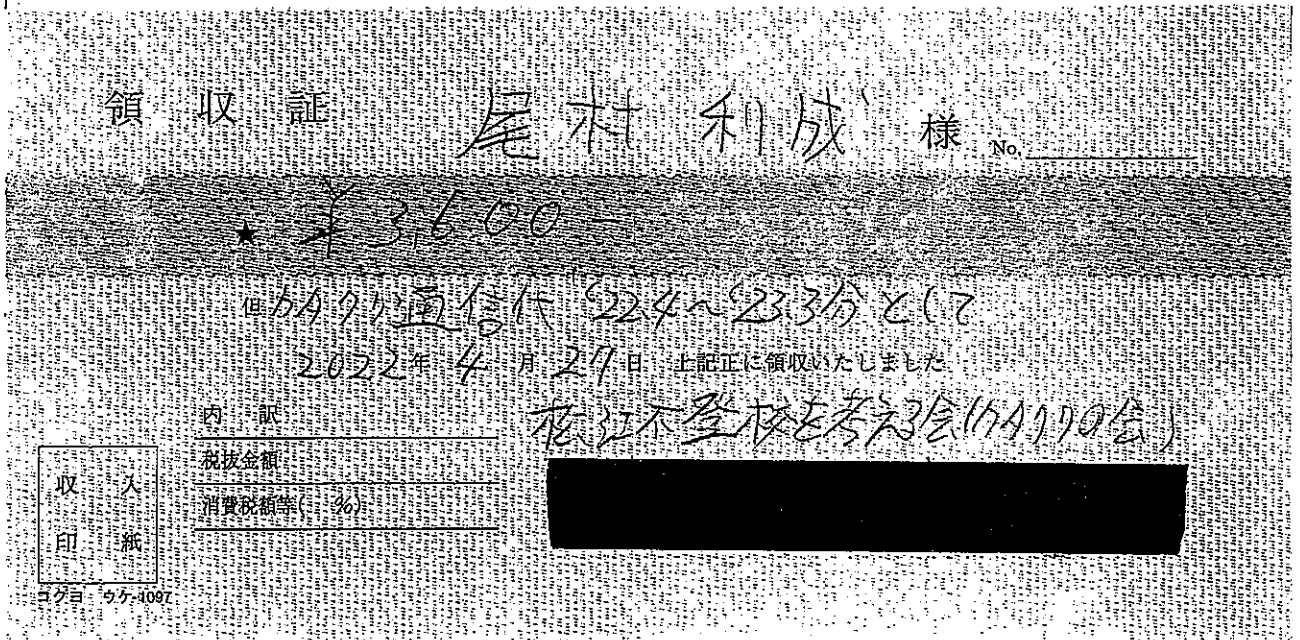 領収証 尾村利成 様 No.
★ ¥3,600－
但 カタクリ通信代 '22.4～'23.3分として
2022年 4月 27日 上記正に領収いたしました
内訳
松江不登校を考える会(カタクリの会)
税抜金額
消費税額等( %)
収入
印紙
コクヨ ウケ-1097